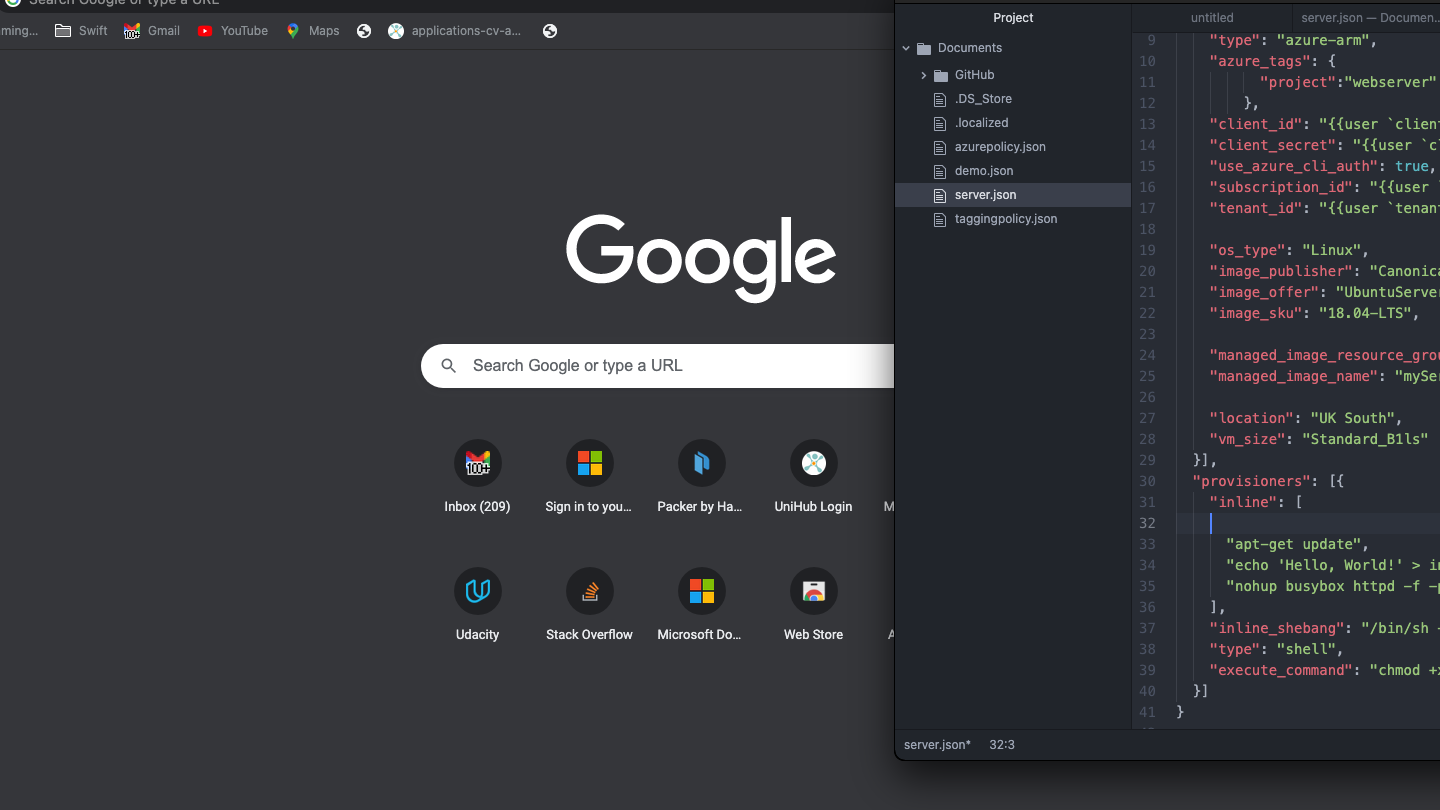 Search Google or type a URL
ming...
Swift
Gmail
YouTube
Maps
applications-cv-a...
Google
Search Google or type a URL
100+
Inbox (209)
Sign in to you...
Packer by Ha...
UniHub Login
M
Udacity
Stack Overflow
Microsoft Do...
Web Store
A
Project
Documents
GitHub
.DS_Store
.localized
azurepolicy.json
demo.json
server.json
taggingpolicy.json
untitled
server.json — Documen...
9 "type": "azure-arm",
10 "azure_tags": {
11 "project":"webserver"
12 },
13 "client_id": "{{user `client
14 "client_secret": "{{user `cl
15 "use_azure_cli_auth": true,
16 "subscription_id": "{{user `
17 "tenant_id": "{{user `tenant
18
19 "os_type": "Linux",
20 "image_publisher": "Canonica
21 "image_offer": "UbuntuServer
22 "image_sku": "18.04-LTS",
23
24 "managed_image_resource_grou
25 "managed_image_name": "mySer
26
27 "location": "UK South",
28 "vm_size": "Standard_B1ls"
29 }],
30 "provisioners": [{
31 "inline": [
32
33 "apt-get update",
34 "echo 'Hello, World!' > in
35 "nohup busybox httpd -f -p
36 ],
37 "inline_shebang": "/bin/sh -
38 "type": "shell",
39 "execute_command": "chmod +x
40 }]
41 }
server.json* 32:3